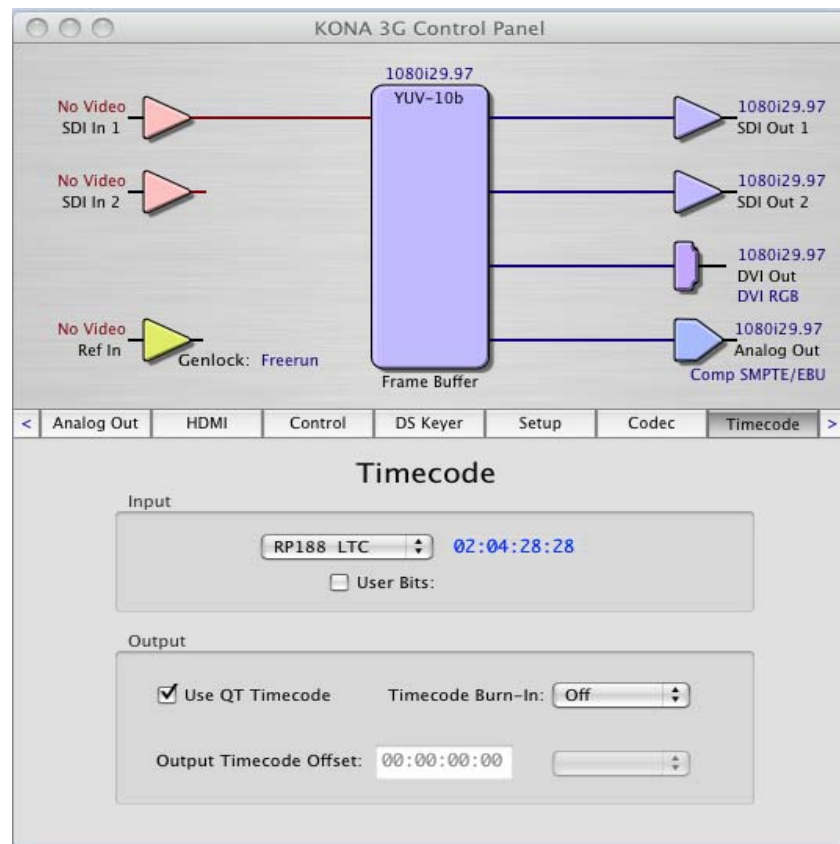 KONA 3G Control Panel
1080i29.97
YUV-10b
No Video
SDI In 1
1080i29.97
SDI Out 1
No Video
SDI In 2
1080i29.97
SDI Out 2
1080i29.97
DVI Out
DVI RGB
No Video
Ref In
Genlock: Freerun
1080i29.97
Analog Out
Comp SMPTE/EBU
Frame Buffer
< Analog Out HDMI Control DS Keyer Setup Codec Timecode >
Timecode
Input
RP188 LTC 02:04:28:28
User Bits:
Output
Use QT Timecode Timecode Burn-In: Off
Output Timecode Offset: 00:00:00:00